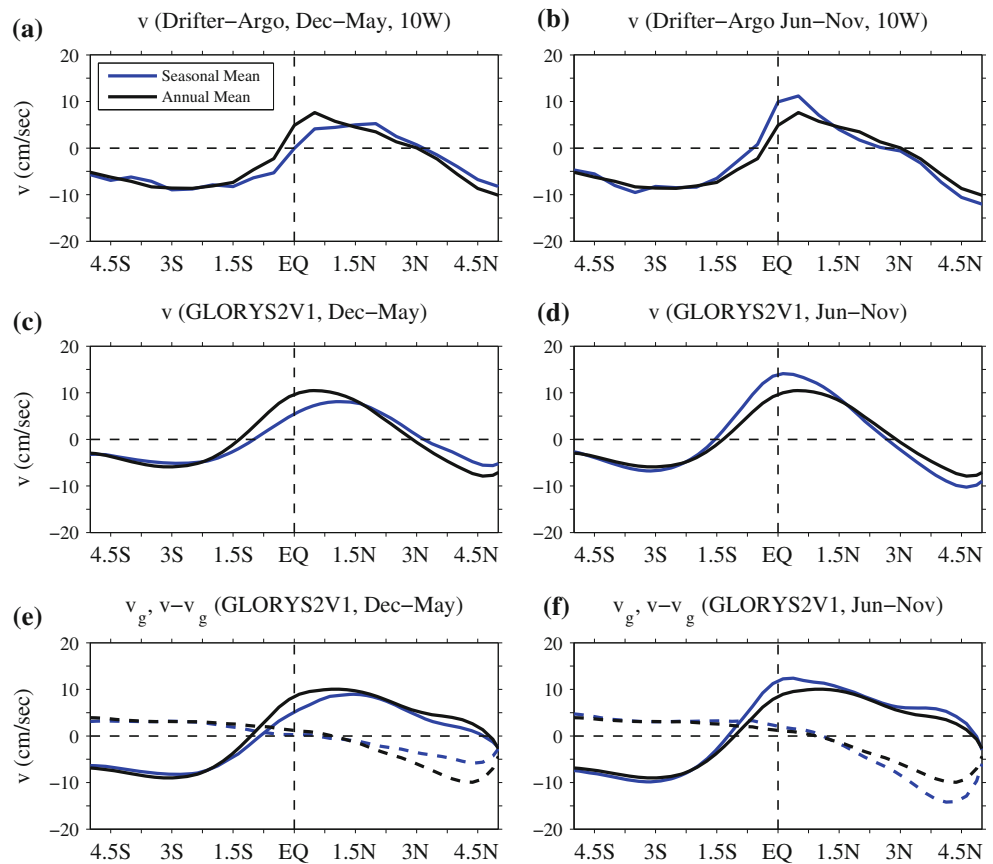 (a) v (Drifter−Argo, Dec−May, 10W)
20
10
0
−10
−20
v (cm/sec)
Seasonal Mean
Annual Mean
4.5S 3S 1.5S EQ 1.5N 3N 4.5N
(b) v (Drifter−Argo Jun−Nov, 10W)
20
10
0
−10
−20
4.5S 3S 1.5S EQ 1.5N 3N 4.5N
(c) v (GLORYS2V1, Dec−May)
20
10
0
−10
−20
v (cm/sec)
4.5S 3S 1.5S EQ 1.5N 3N 4.5N
(d) v (GLORYS2V1, Jun−Nov)
20
10
0
−10
−20
4.5S 3S 1.5S EQ 1.5N 3N 4.5N
(e) v_g, v−v_g (GLORYS2V1, Dec−May)
20
10
0
−10
−20
v (cm/sec)
4.5S 3S 1.5S EQ 1.5N 3N 4.5N
(f) v_g, v−v_g (GLORYS2V1, Jun−Nov)
20
10
0
−10
−20
4.5S 3S 1.5S EQ 1.5N 3N 4.5N